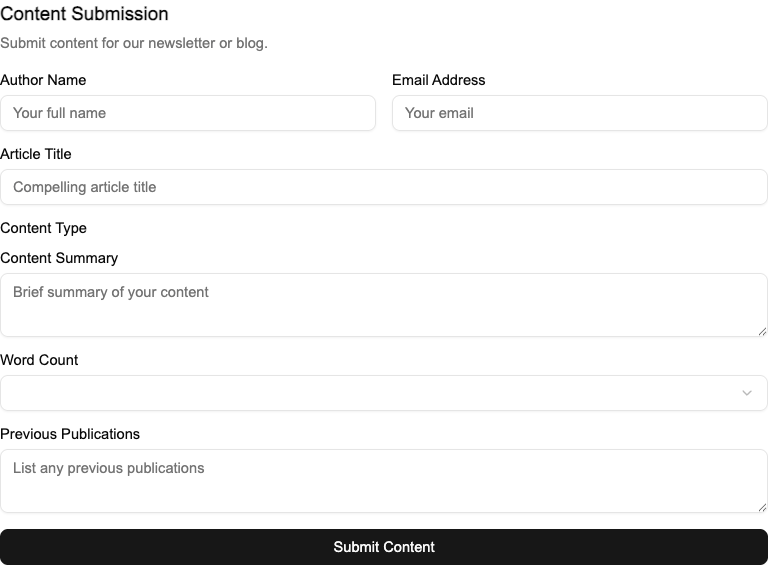 Content Submission
Submit content for our newsletter or blog.
Author Name
Email Address
Your full name
Your email
Article Title
Compelling article title
Content Type
Content Summary
Brief summary of your content
Word Count
Previous Publications
List any previous publications
Submit Content